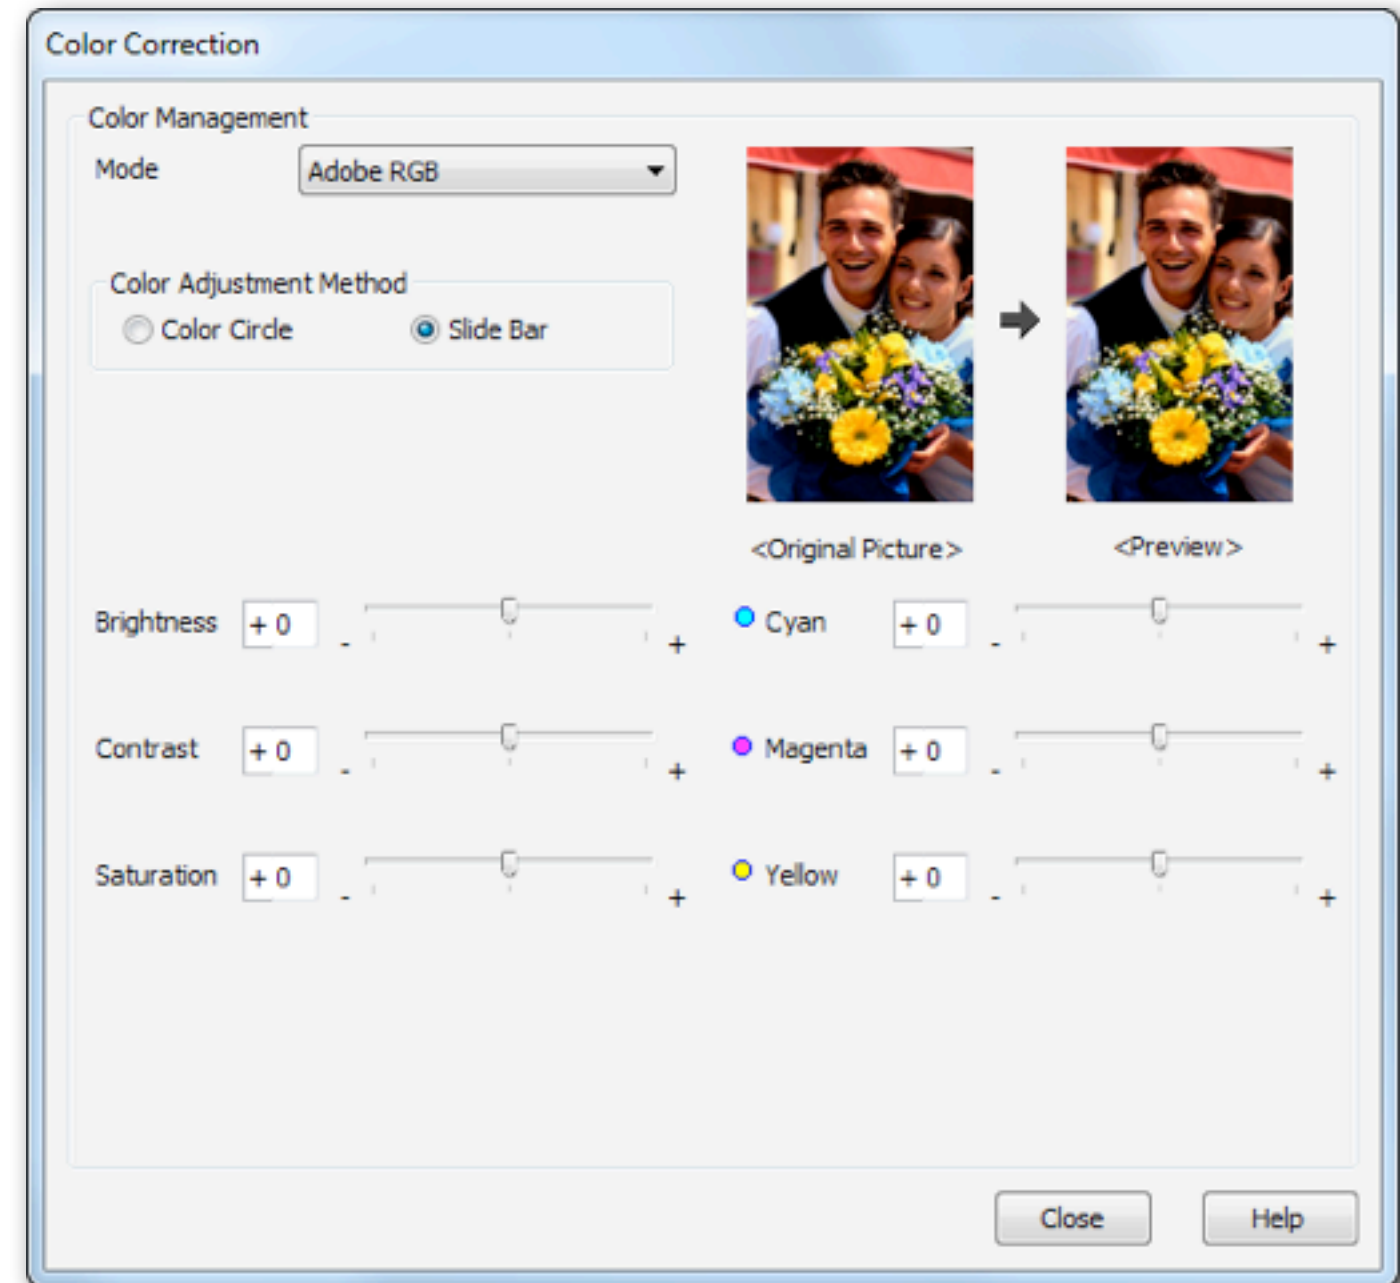 Color Correction
Color Management
Mode
Adobe RGB
Color Adjustment Method
Color Circle
Slide Bar
<Original Picture>
<Preview>
Brightness + 0 - +
Cyan + 0 - +
Contrast + 0 - +
Magenta + 0 - +
Saturation + 0 - +
Yellow + 0 - +
Close
Help